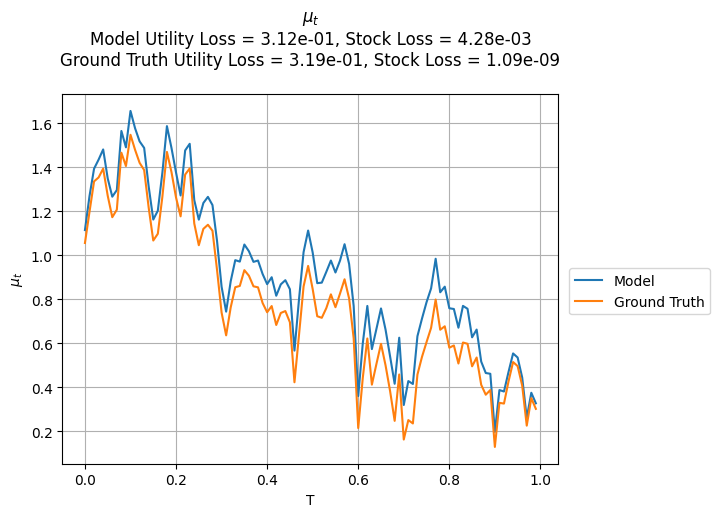 μₜ
Model Utility Loss = 3.12e-01, Stock Loss = 4.28e-03
Ground Truth Utility Loss = 3.19e-01, Stock Loss = 1.09e-09
1.6
1.4
1.2
1.0
0.8
0.6
0.4
0.2
μₜ
0.0 0.2 0.4 0.6 0.8 1.0
T
Model
Ground Truth